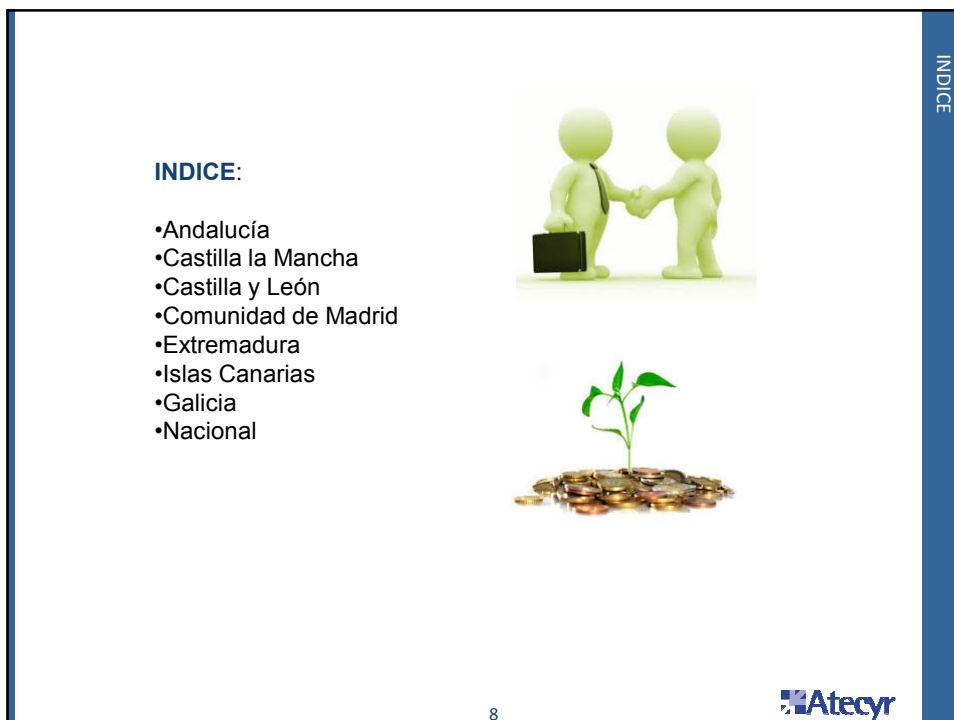 INDICE
INDICE:
•Andalucía
•Castilla la Mancha
•Castilla y León
•Comunidad de Madrid
•Extremadura
•Islas Canarias
•Galicia
•Nacional
8
Atecyr